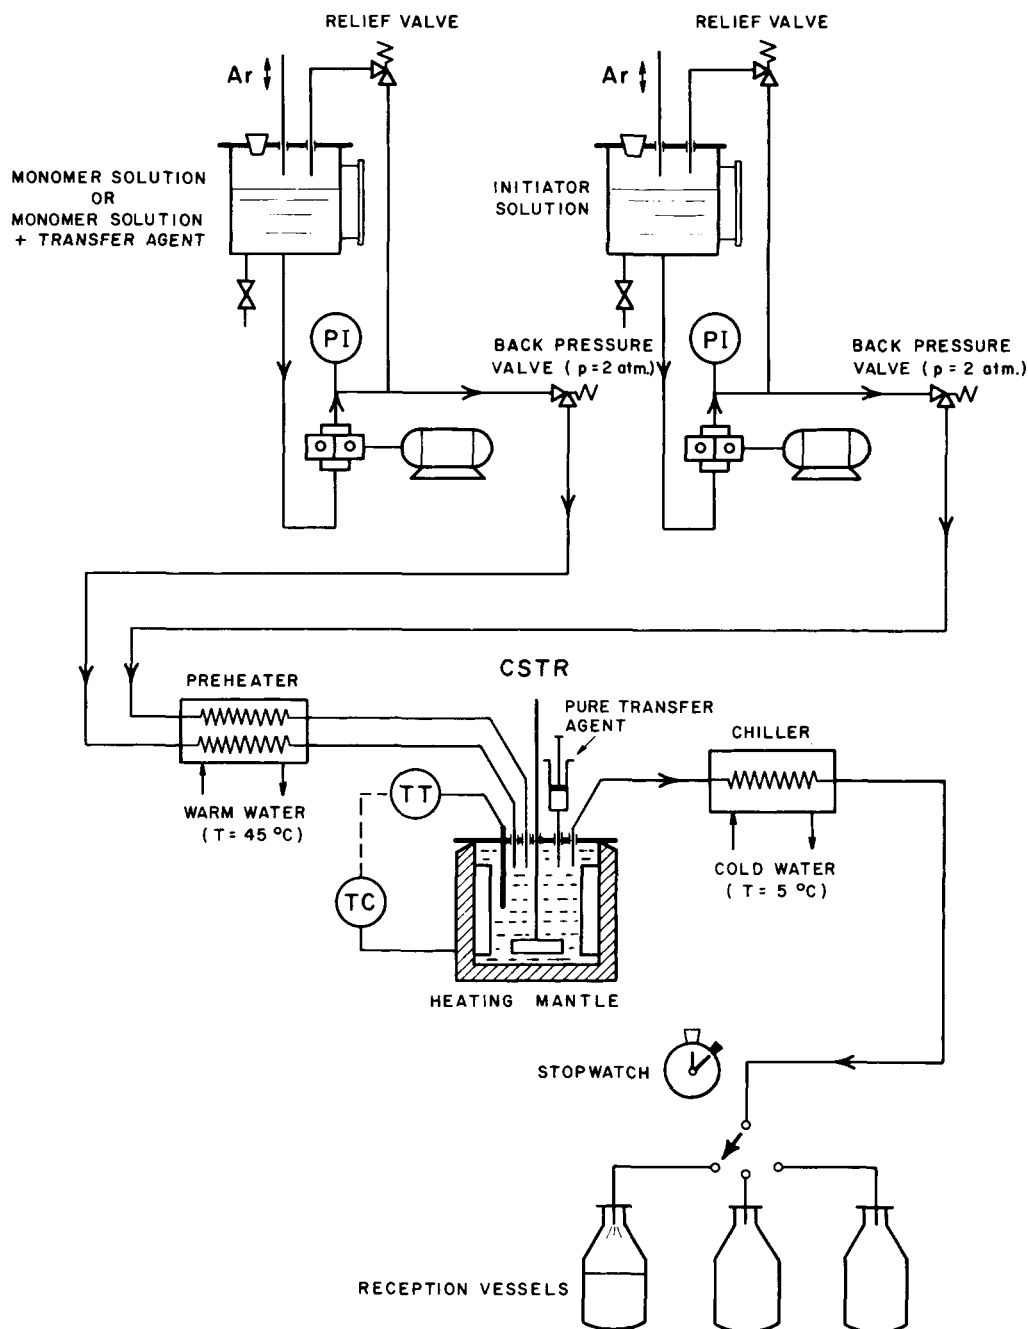 RELIEF VALVE
RELIEF VALVE
Ar
Ar
MONOMER SOLUTION
OR
MONOMER SOLUTION
+ TRANSFER AGENT
INITIATOR
SOLUTION
PI
PI
BACK PRESSURE
VALVE ( p = 2 atm.)
BACK PRESSURE
VALVE ( p = 2 atm.)
CSTR
PREHEATER
PURE TRANSFER
AGENT
CHILLER
WARM WATER
( T = 45 °C )
TT
TC
COLD WATER
( T = 5 °C )
HEATING MANTLE
STOPWATCH
RECEPTION VESSELS